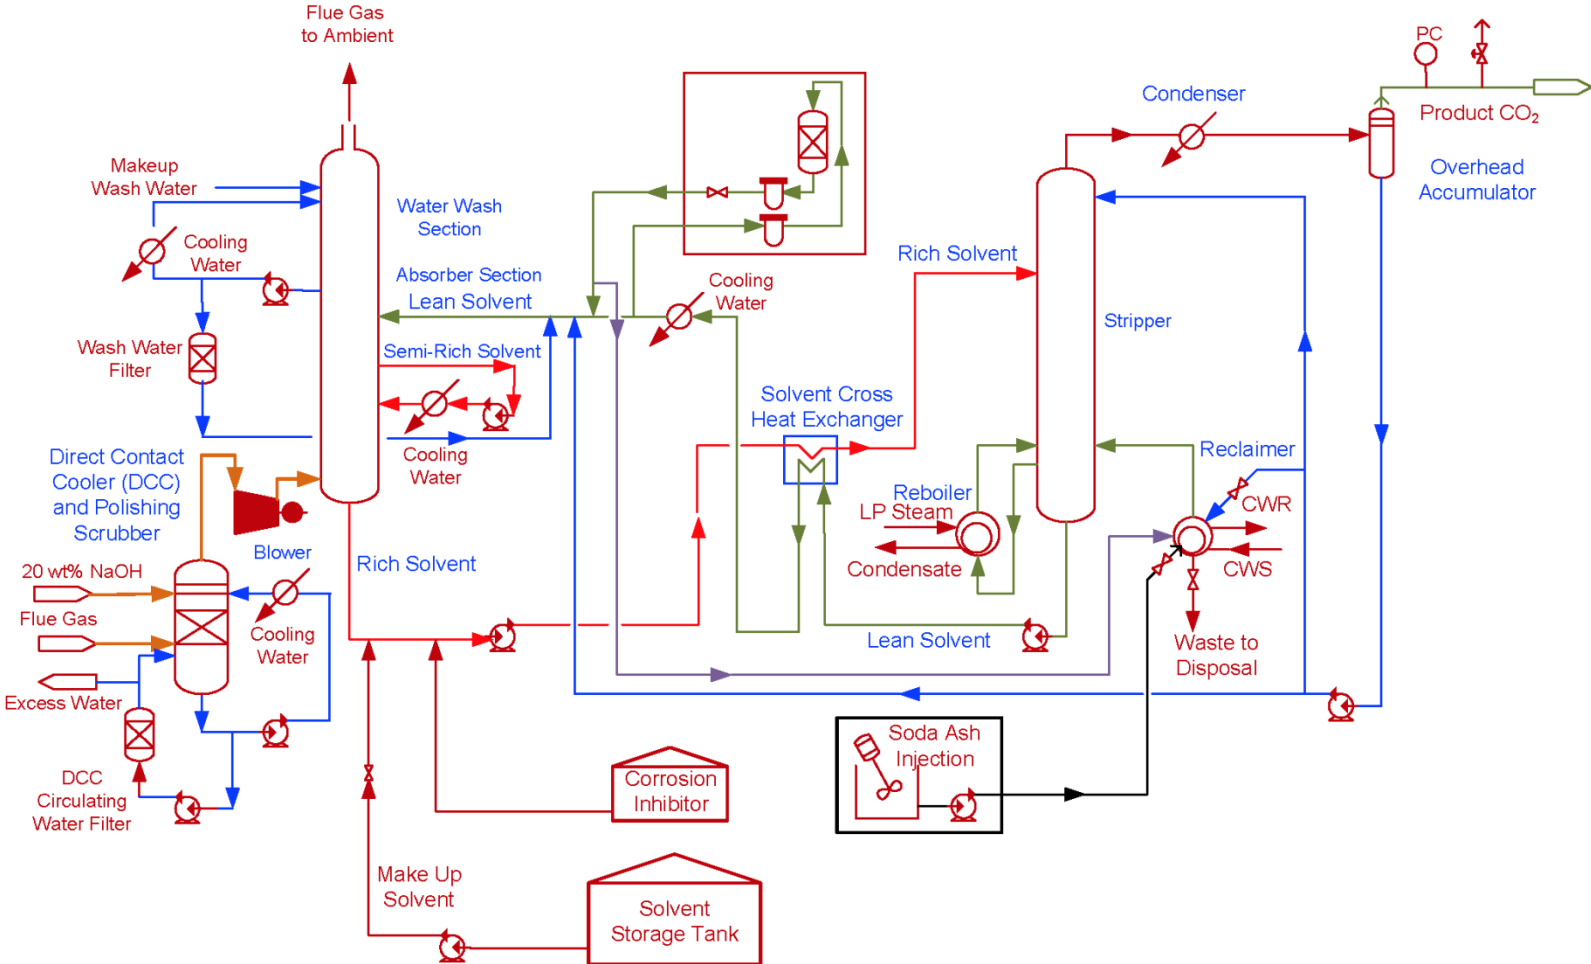 Flue Gas
to Ambient
PC
Product CO₂
Condenser
Overhead
Accumulator
Makeup
Wash Water
Water Wash
Section
Cooling
Water
Absorber Section
Lean Solvent
Cooling
Water
Rich Solvent
Stripper
Wash Water
Filter
Semi-Rich Solvent
Cooling
Water
Solvent Cross
Heat Exchanger
Direct Contact
Cooler (DCC)
and Polishing
Scrubber
Blower
Reboiler
LP Steam
Condensate
Reclaimer
CWR
CWS
Waste to
Disposal
Rich Solvent
Lean Solvent
20 wt% NaOH
Flue Gas
Cooling
Water
Excess Water
DCC
Circulating
Water Filter
Corrosion
Inhibitor
Soda Ash
Injection
Make Up
Solvent
Solvent
Storage Tank